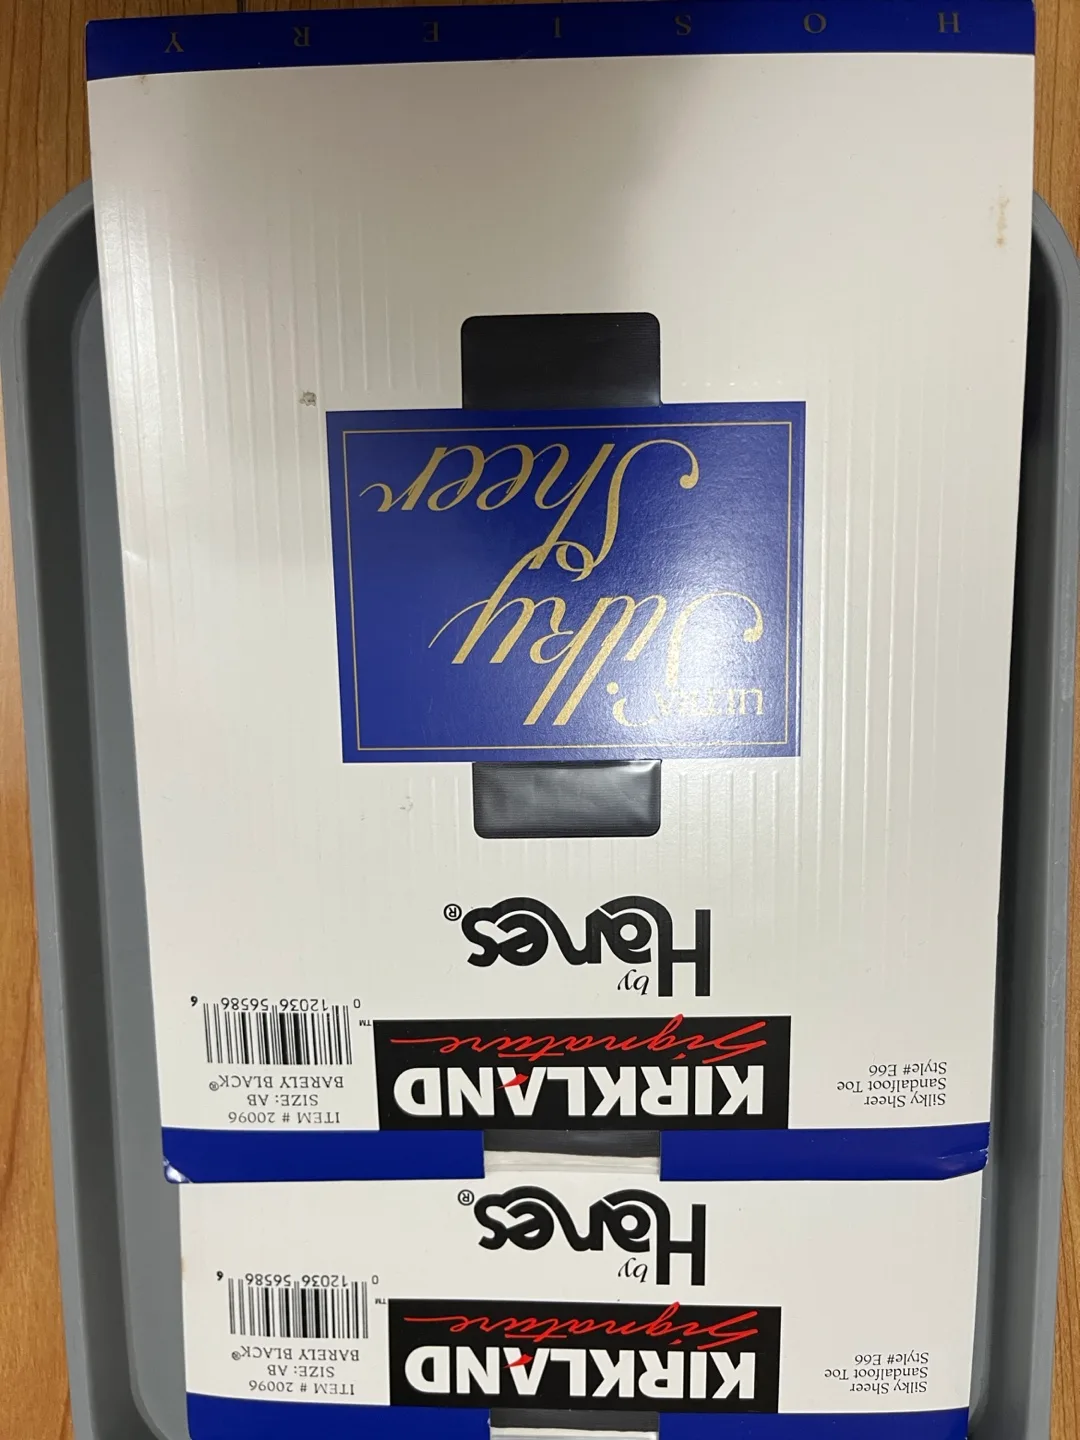 Silky Sheer
Sandalfoot Toe
Style# E66
KIRKLAND
Signature™
by
Hanes®
ITEM # 20096
SIZE: AB
BARELY BLACK®
0 12036 56586 6
Silky Sheer
Sandalfoot Toe
Style# E66
KIRKLAND
Signature™
by
Hanes®
ITEM # 20096
SIZE: AB
BARELY BLACK®
0 12036 56586 6
ULTRA
Silky
Sheer
HOSIERY